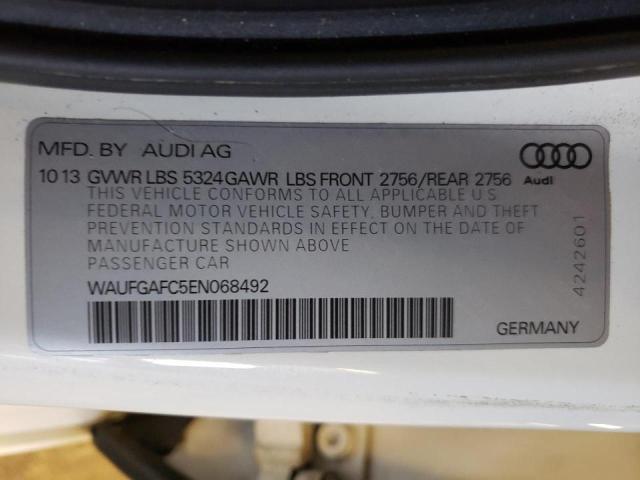 MFD. BY AUDI AG
10 13 GVWR LBS 5324 GAWR LBS FRONT 2756/REAR 2756
THIS VEHICLE CONFORMS TO ALL APPLICABLE U S
FEDERAL MOTOR VEHICLE SAFETY, BUMPER AND THEFT
PREVENTION STANDARDS IN EFFECT ON THE DATE OF
MANUFACTURE SHOWN ABOVE
PASSENGER CAR
WAUFGAFC5EN068492
Audi
4242601
GERMANY